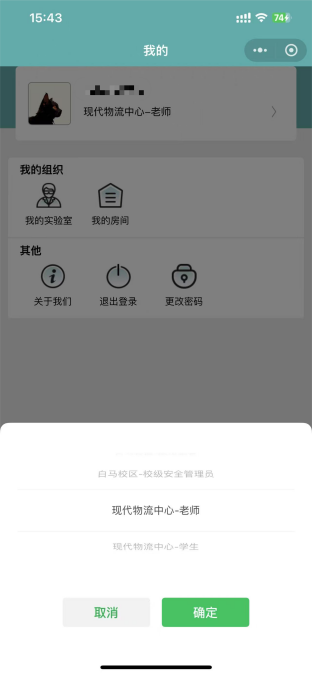 15:43
74
我的
现代物流中心-老师
我的组织
我的实验室
我的房间
其他
关于我们
退出登录
更改密码
白马校区-校级安全管理员
现代物流中心-老师
现代物流中心-学生
取消
确定